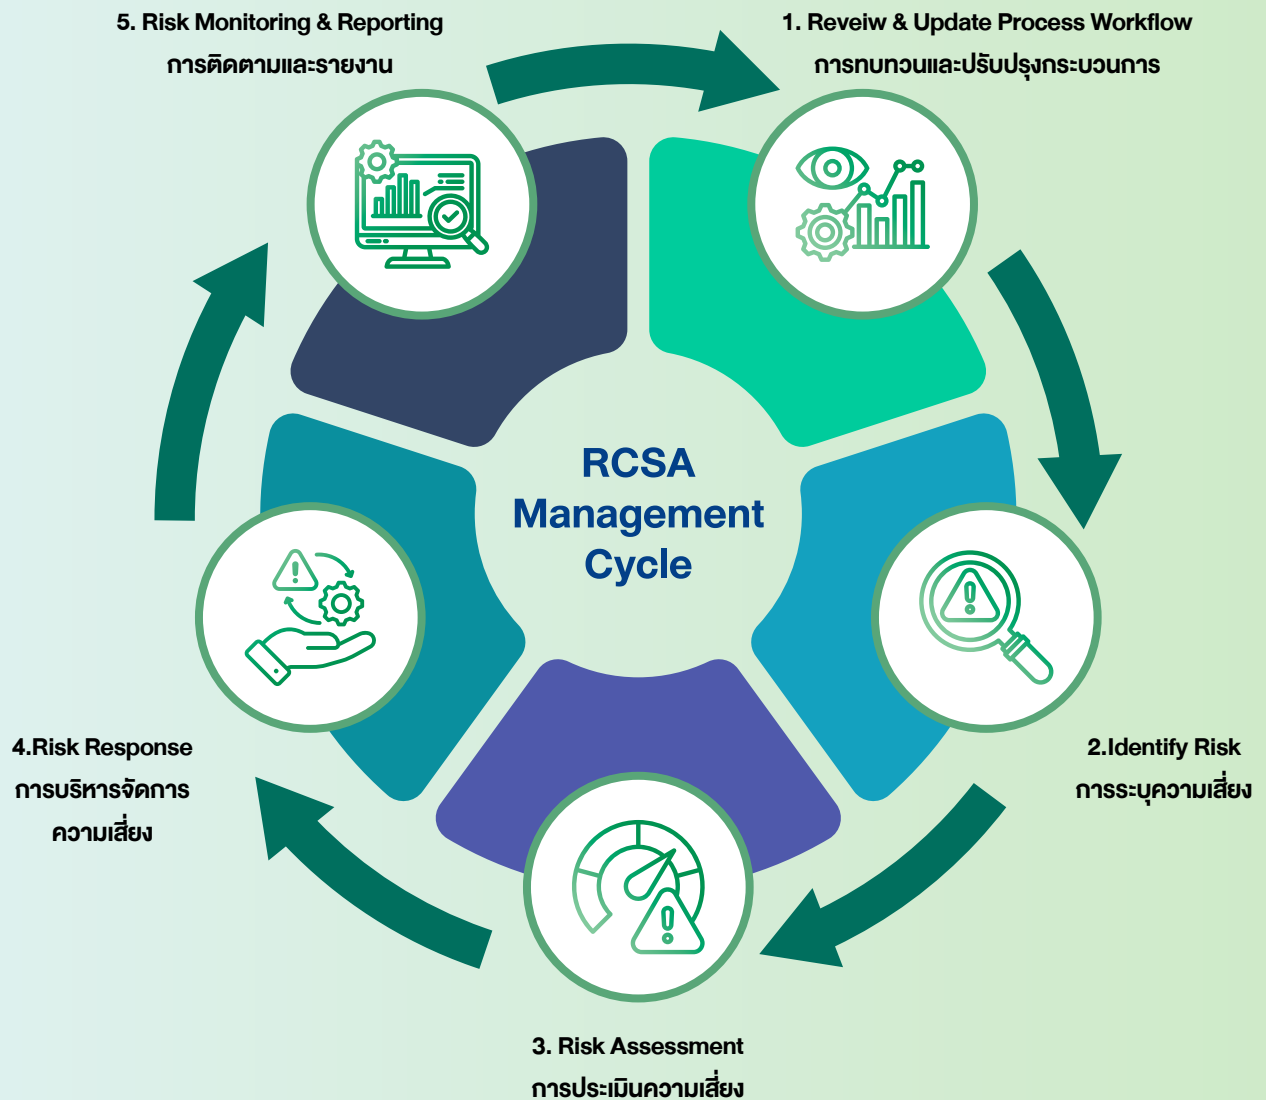 5. Risk Monitoring & Reporting
การติดตามและรายงาน
1. Reveiw & Update Process Workflow
การทบทวนและปรับปรุงกระบวนการ
RCSA
Management
Cycle
4.Risk Response
การบริหารจัดการ
ความเสี่ยง
2.Identify Risk
การระบุความเสี่ยง
3. Risk Assessment
การประเมินความเสี่ยง